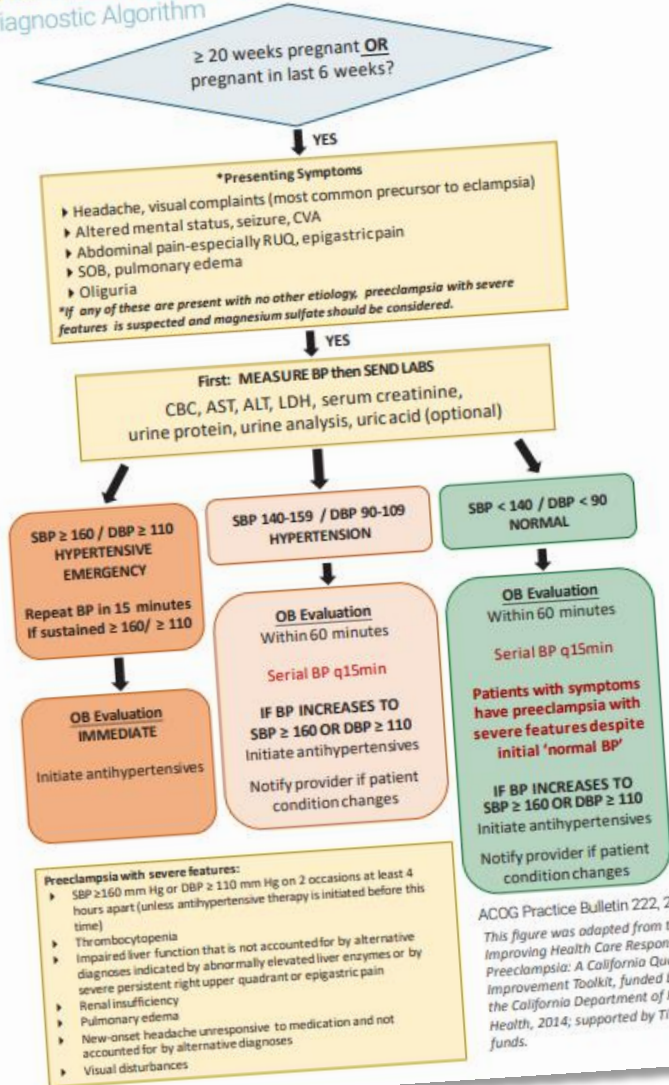 iagnostic Algorithm
≥ 20 weeks pregnant OR
pregnant in last 6 weeks?
YES
*Presenting Symptoms
Headache, visual complaints (most common precursor to eclampsia)
Altered mental status, seizure, CVA
Abdominal pain-especially RUQ, epigastric pain
SOB, pulmonary edema
Oliguria
*If any of these are present with no other etiology, preeclampsia with severe
features is suspected and magnesium sulfate should be considered.
YES
First: MEASURE BP then SEND LABS
CBC, AST, ALT, LDH, serum creatinine,
urine protein, urine analysis, uric acid (optional)
SBP ≥ 160 / DBP ≥ 110
HYPERTENSIVE
EMERGENCY
Repeat BP in 15 minutes
If sustained ≥ 160/ ≥ 110
OB Evaluation
IMMEDIATE
Initiate antihypertensives
SBP 140-159 / DBP 90-109
HYPERTENSION
OB Evaluation
Within 60 minutes
Serial BP q15min
IF BP INCREASES TO
SBP ≥ 160 OR DBP ≥ 110
Initiate antihypertensives
Notify provider if patient
condition changes
SBP < 140 / DBP < 90
NORMAL
OB Evaluation
Within 60 minutes
Serial BP q15min
Patients with symptoms
have preeclampsia with
severe features despite
initial ‘normal BP’
IF BP INCREASES TO
SBP ≥ 160 OR DBP ≥ 110
Initiate antihypertensives
Notify provider if patient
condition changes
Preeclampsia with severe features:
SBP ≥160 mm Hg or DBP ≥ 110 mm Hg on 2 occasions at least 4
hours apart (unless antihypertensive therapy is initiated before this
time)
Thrombocytopenia
Impaired liver function that is not accounted for by alternative
diagnoses indicated by abnormally elevated liver enzymes or by
severe persistent right upper quadrant or epigastric pain
Renal insufficiency
Pulmonary edema
New-onset headache unresponsive to medication and not
accounted for by alternative diagnoses
Visual disturbances
ACOG Practice Bulletin 222, 2
This figure was adapted from t
Improving Health Care Respon
Preeclampsia: A California Qu
Improvement Toolkit, funded
the California Department of
Health, 2014; supported by Ti
funds.